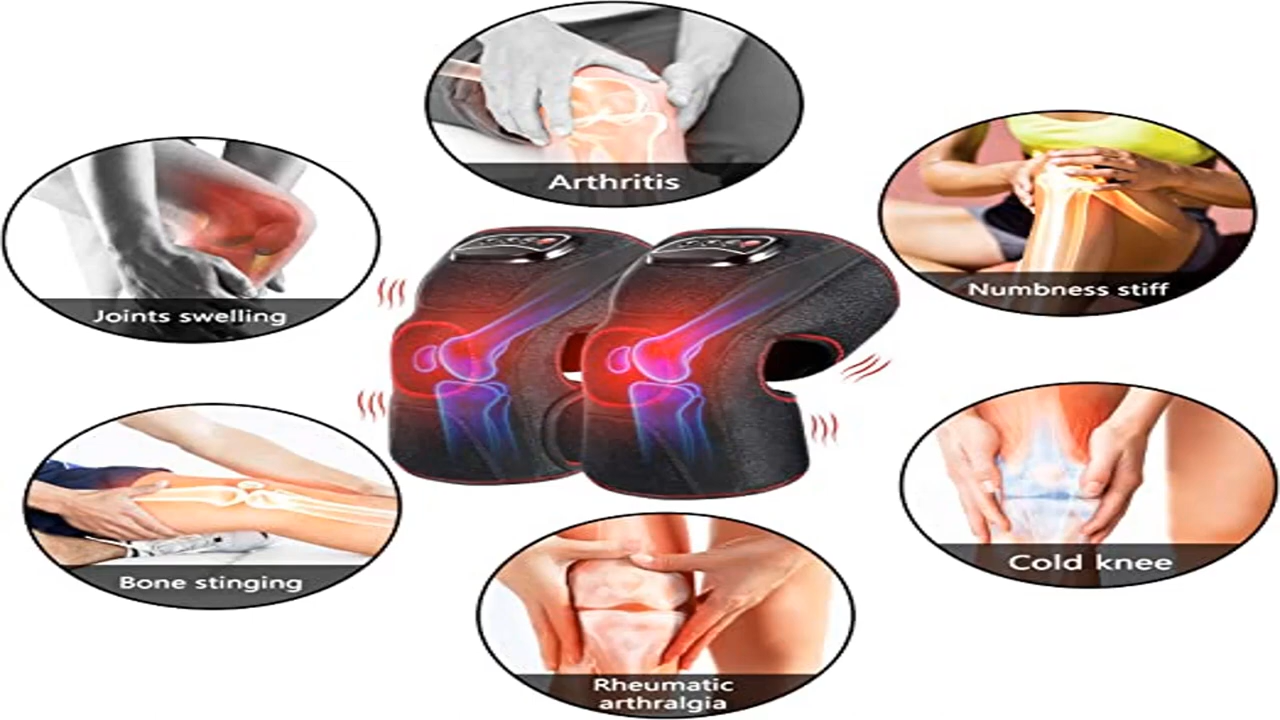 Arthritis
Joints swelling
Numbness stiff
Bone stinging
Cold knee
Rheumatic
arthralgia